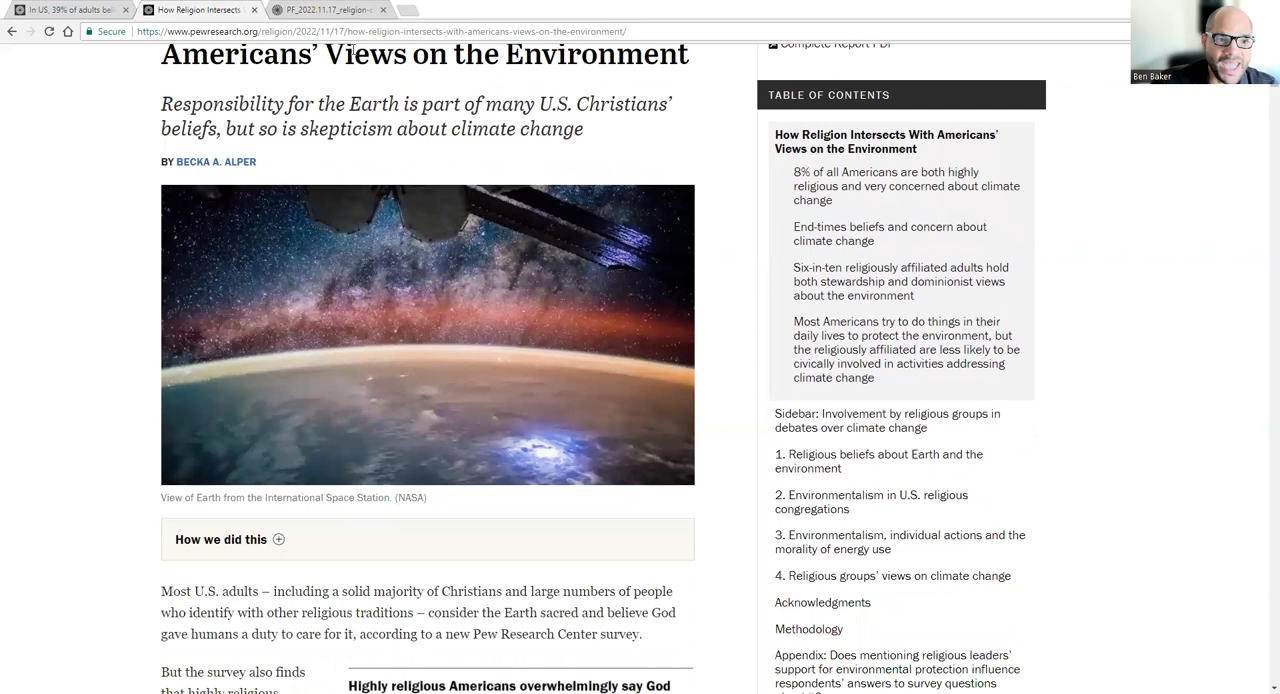 In US, 39% of adults beli
How Religion Intersects
PF_2022.11.17_religion-c
Secure
https://www.pewresearch.org/religion/2022/11/17/how-religion-intersects-with-americans-views-on-the-environment/
Ben Baker
Americans’ Views on the Environment
Responsibility for the Earth is part of many U.S. Christians’
beliefs, but so is skepticism about climate change
BY BECKA A. ALPER
View of Earth from the International Space Station. (NASA)
How we did this
Most U.S. adults – including a solid majority of Christians and large numbers of people
who identify with other religious traditions – consider the Earth sacred and believe God
gave humans a duty to care for it, according to a new Pew Research Center survey.
But the survey also finds
that highly religious
Highly religious Americans overwhelmingly say God
Complete Report PDF
TABLE OF CONTENTS
How Religion Intersects With Americans’
Views on the Environment
8% of all Americans are both highly
religious and very concerned about climate
change
End-times beliefs and concern about
climate change
Six-in-ten religiously affiliated adults hold
both stewardship and dominionist views
about the environment
Most Americans try to do things in their
daily lives to protect the environment, but
the religiously affiliated are less likely to be
civically involved in activities addressing
climate change
Sidebar: Involvement by religious groups in
debates over climate change
1. Religious beliefs about Earth and the
environment
2. Environmentalism in U.S. religious
congregations
3. Environmentalism, individual actions and the
morality of energy use
4. Religious groups’ views on climate change
Acknowledgments
Methodology
Appendix: Does mentioning religious leaders’
support for environmental protection influence
respondents’ answers to survey questions
about it?